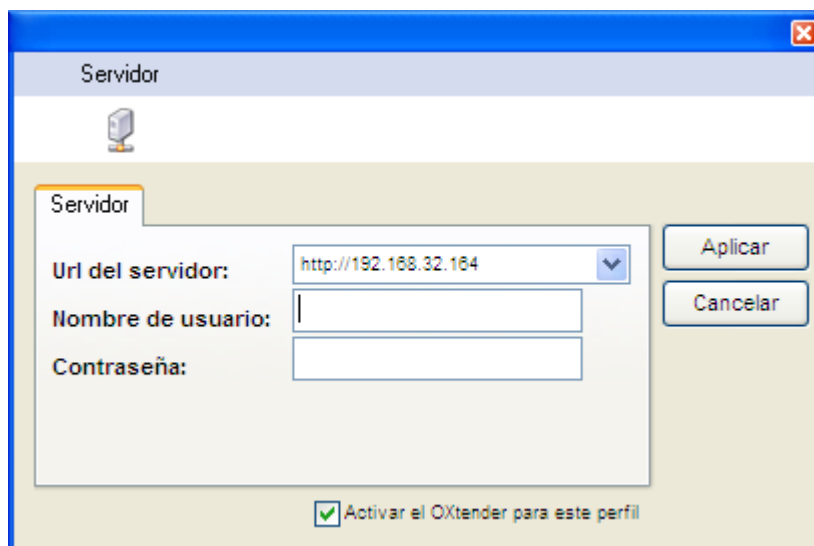 Servidor
Servidor
Url del servidor:
http://192.168.32.164
Nombre de usuario:
Contraseña:
Aplicar
Cancelar
Activar el OXtender para este perfil